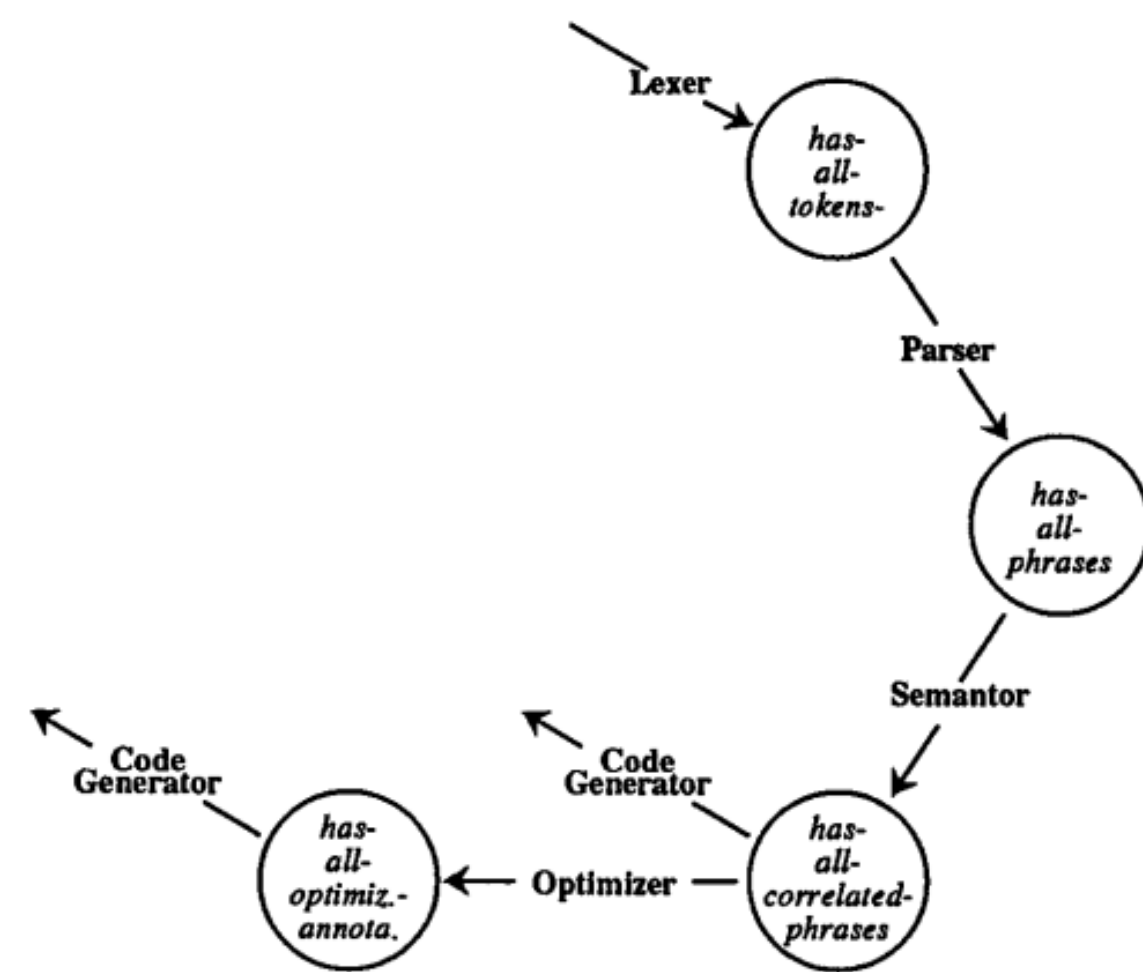 Lexer
has-
all-
tokens-
Parser
has-
all-
phrases
Semantor
Code
Generator
Code
Generator
has-
all-
optimiz.-
annota.
Optimizer
has-
all-
correlated-
phrases